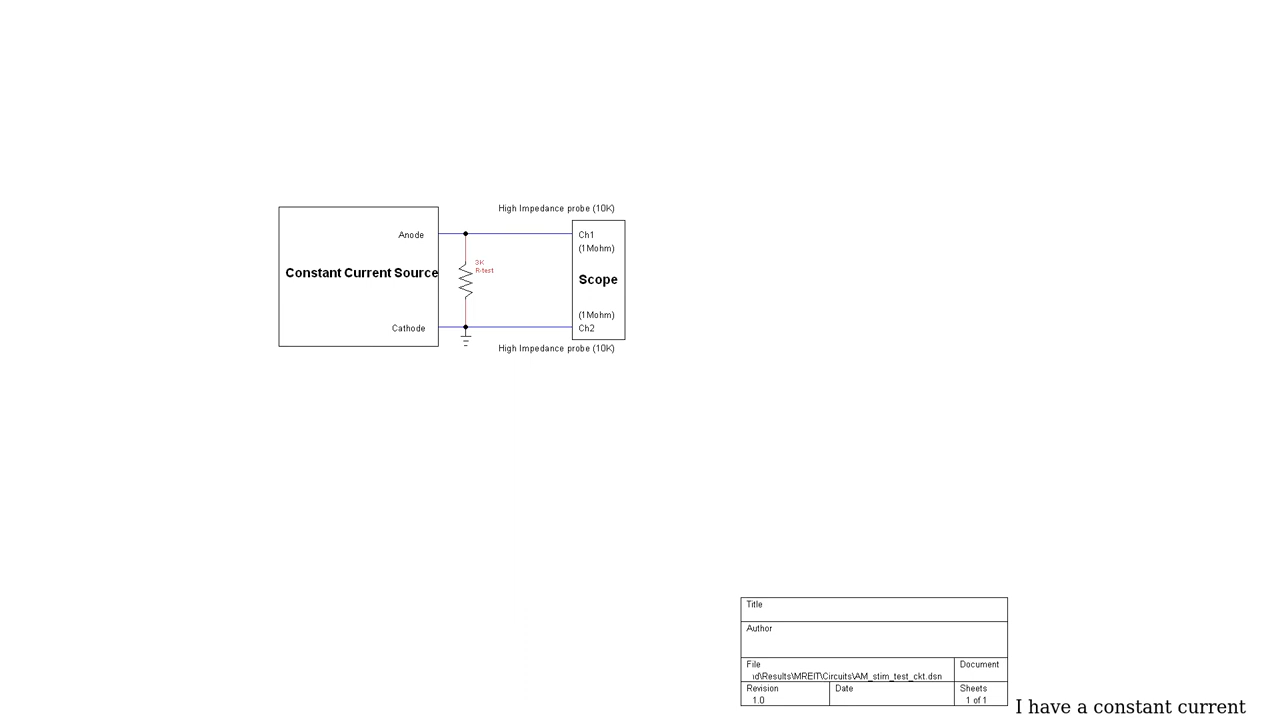 High Impedance probe (10K)
Anode
Ch1
(1Mohm)
3K
R-test
Constant Current Source
Scope
(1Mohm)
Cathode
Ch2
High Impedance probe (10K)
Title
Author
File
Document
id\Results\MREIT\Circuits\AM_stim_test_ckt.dsn
Revision
Date
Sheets
1.0
1 of 1
I have a constant current